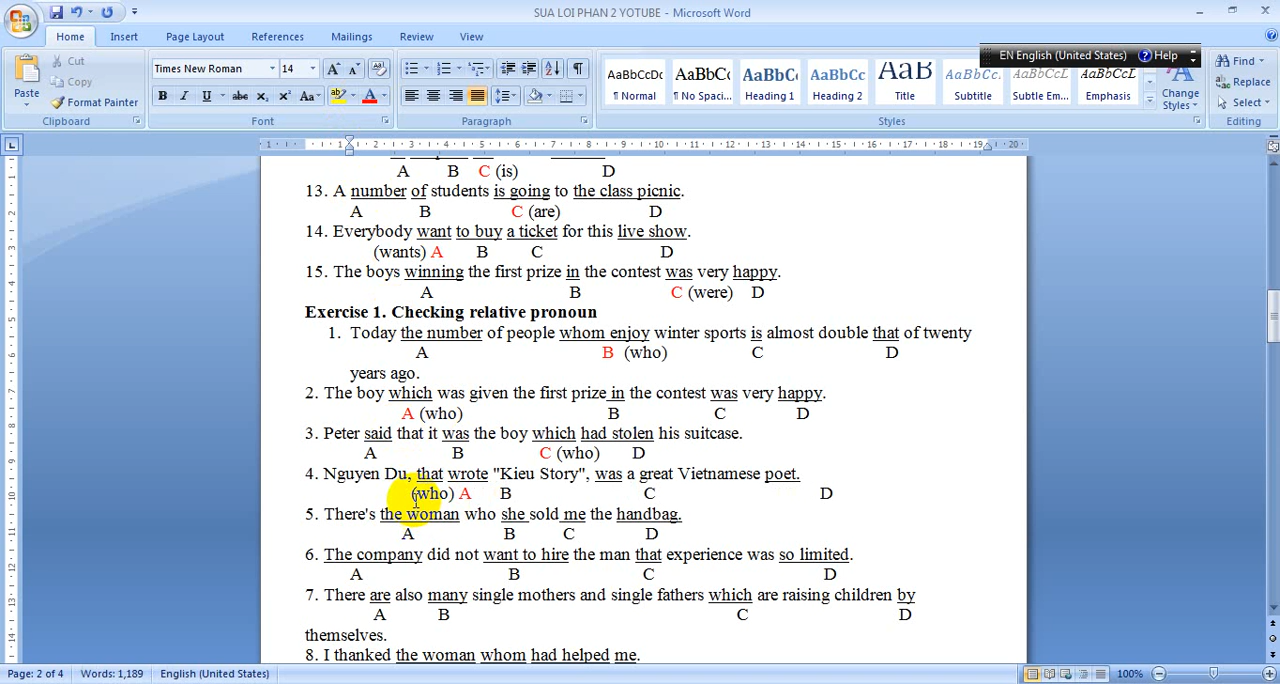 SUA LOI PHAN 2 YOTUBE - Microsoft Word
Home Insert Page Layout References Mailings Review View
EN English (United States) Help
Paste
Cut
Copy
Format Painter
Clipboard
Times New Roman 14
Font
Paragraph
AaBbCcDc AaBbCc AaBbCc AaBbCc AaB AaBbCc. AaBbCcL AaBbCcL
¶ Normal ¶ No Spaci... Heading 1 Heading 2 Title Subtitle Subtle Em... Emphasis
Change Styles
Styles
Find
Replace
Select
Editing
A B C (is) D
13. A number of students is going to the class picnic.
A B C (are) D
14. Everybody want to buy a ticket for this live show.
(wants) A B C D
15. The boys winning the first prize in the contest was very happy.
A B C (were) D
Exercise 1. Checking relative pronoun
1. Today the number of people whom enjoy winter sports is almost double that of twenty
A B (who) C D
years ago.
2. The boy which was given the first prize in the contest was very happy.
A (who) B C D
3. Peter said that it was the boy which had stolen his suitcase.
A B C (who) D
4. Nguyen Du, that wrote "Kieu Story", was a great Vietnamese poet.
(who) A B C D
5. There's the woman who she sold me the handbag.
A B C D
6. The company did not want to hire the man that experience was so limited.
A B C D
7. There are also many single mothers and single fathers which are raising children by
A B C D
themselves.
8. I thanked the woman whom had helped me.
Page: 2 of 4 Words: 1,189 English (United States) 100%